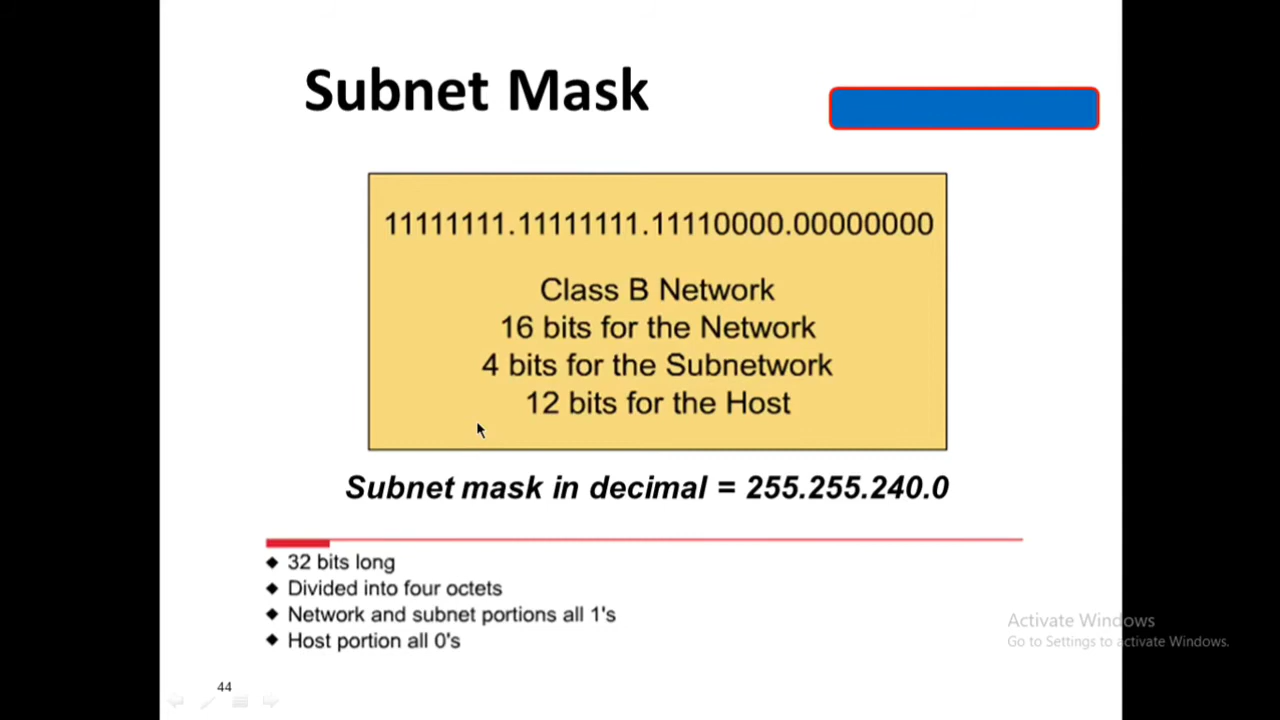 Subnet Mask
11111111.11111111.11110000.00000000
Class B Network
16 bits for the Network
4 bits for the Subnetwork
12 bits for the Host
Subnet mask in decimal = 255.255.240.0
◆ 32 bits long
◆ Divided into four octets
◆ Network and subnet portions all 1's
◆ Host portion all 0's
Activate Windows
Go to Settings to activate Windows.
44